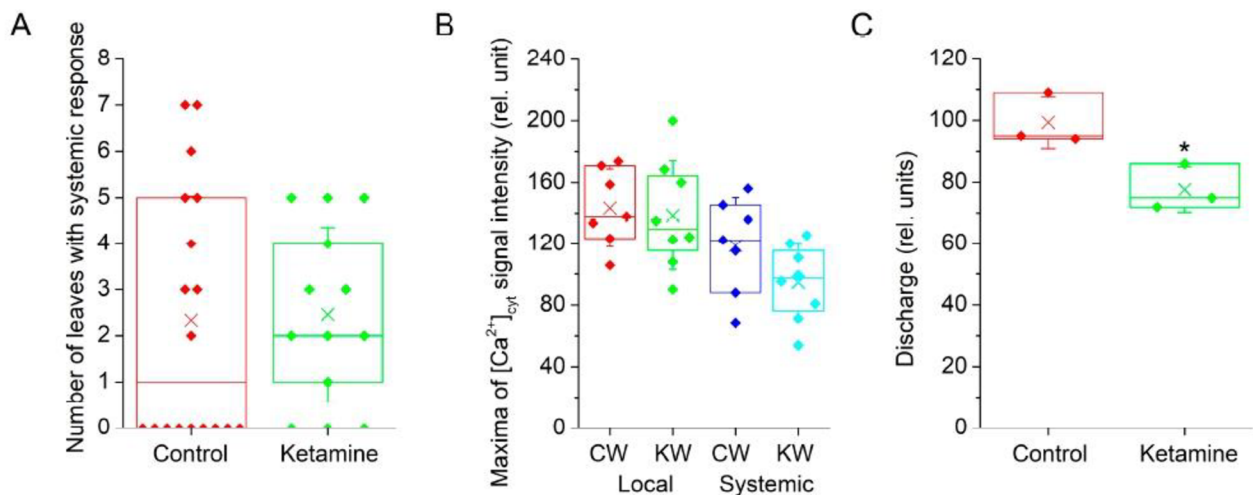 A
Number of leaves with systemic response
8
7
6
5
4
3
2
1
0
Control Ketamine
B
Maxima of [Ca²⁺]cyt signal intensity (rel. unit)
240
200
160
120
80
40
0
CW KW CW KW
Local Systemic
C
Discharge (rel. units)
120
100
80
60
40
20
0
*
Control Ketamine